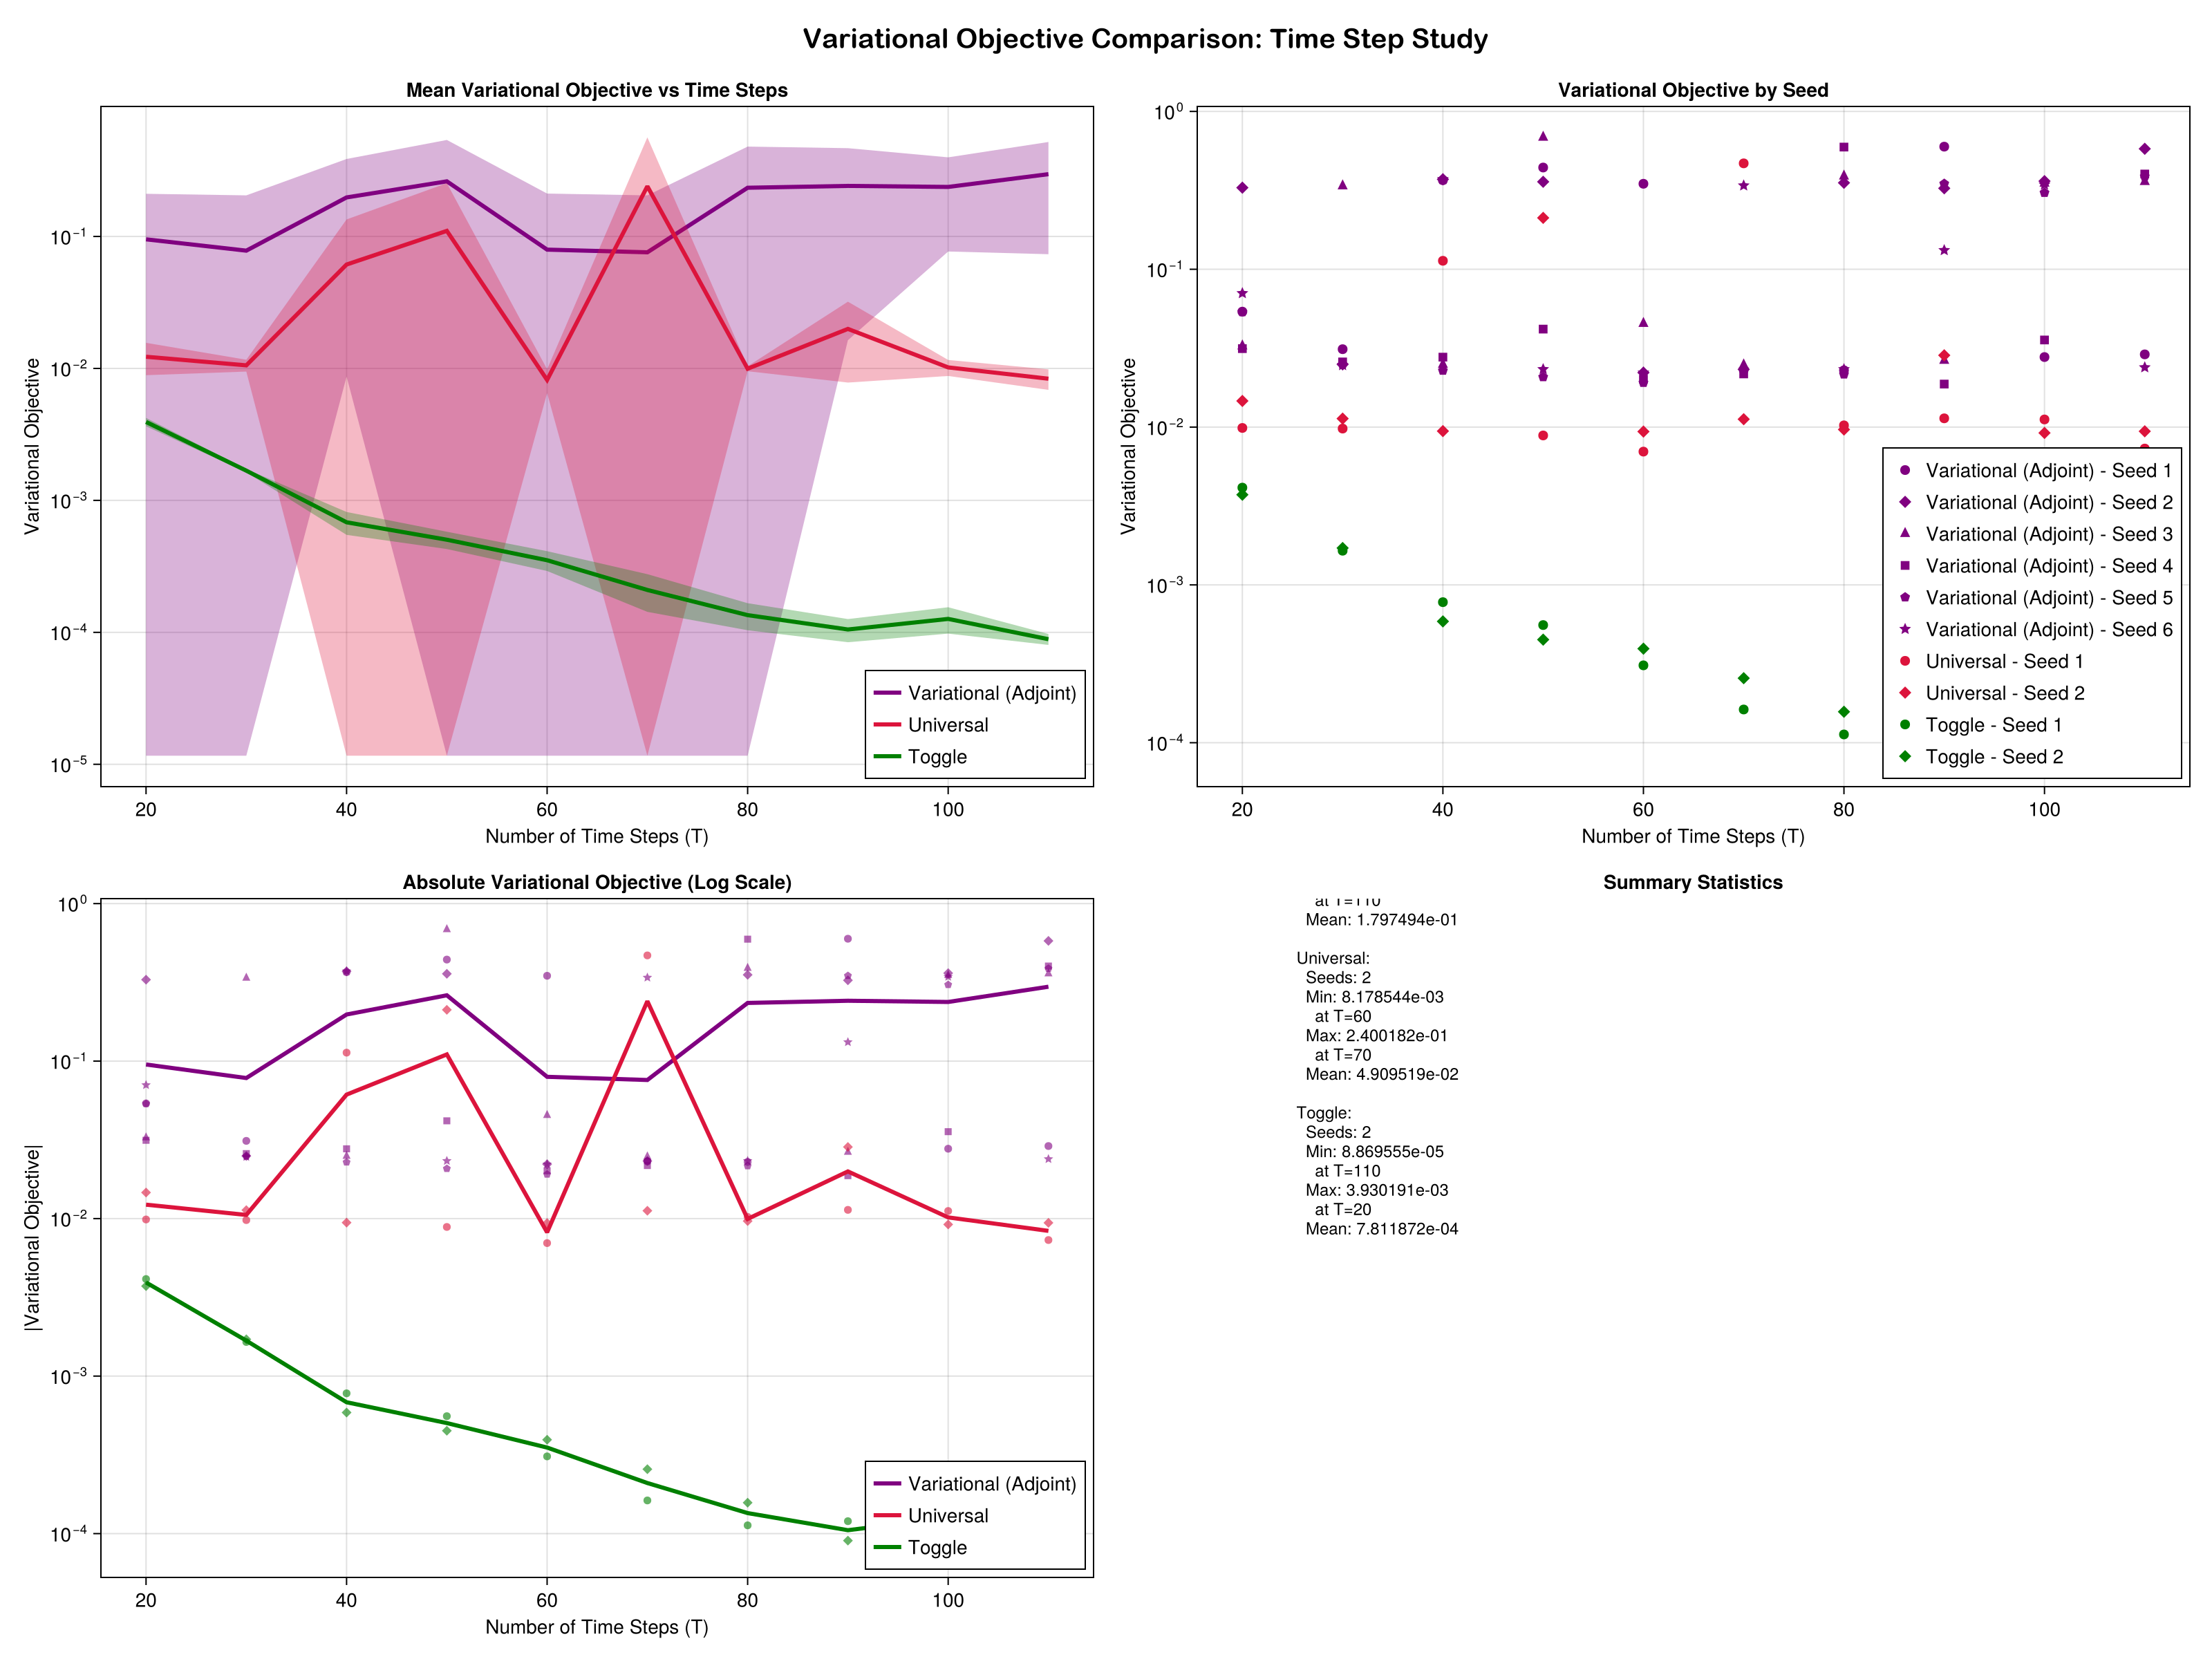 Variational Objective Comparison: Time Step Study
Mean Variational Objective vs Time Steps
Variational Objective
10⁻¹
10⁻²
10⁻³
10⁻⁴
10⁻⁵
20 40 60 80 100
Number of Time Steps (T)
Variational (Adjoint)
Universal
Toggle
Variational Objective by Seed
Variational Objective
10⁰
10⁻¹
10⁻²
10⁻³
10⁻⁴
20 40 60 80 100
Number of Time Steps (T)
Variational (Adjoint) - Seed 1
Variational (Adjoint) - Seed 2
Variational (Adjoint) - Seed 3
Variational (Adjoint) - Seed 4
Variational (Adjoint) - Seed 5
Variational (Adjoint) - Seed 6
Universal - Seed 1
Universal - Seed 2
Toggle - Seed 1
Toggle - Seed 2
Absolute Variational Objective (Log Scale)
|Variational Objective|
10⁰
10⁻¹
10⁻²
10⁻³
10⁻⁴
20 40 60 80 100
Number of Time Steps (T)
Variational (Adjoint)
Universal
Toggle
Summary Statistics
at T=110
Mean: 1.797494e-01
Universal:
Seeds: 2
Min: 8.178544e-03
at T=60
Max: 2.400182e-01
at T=70
Mean: 4.909519e-02
Toggle:
Seeds: 2
Min: 8.869555e-05
at T=110
Max: 3.930191e-03
at T=20
Mean: 7.811872e-04